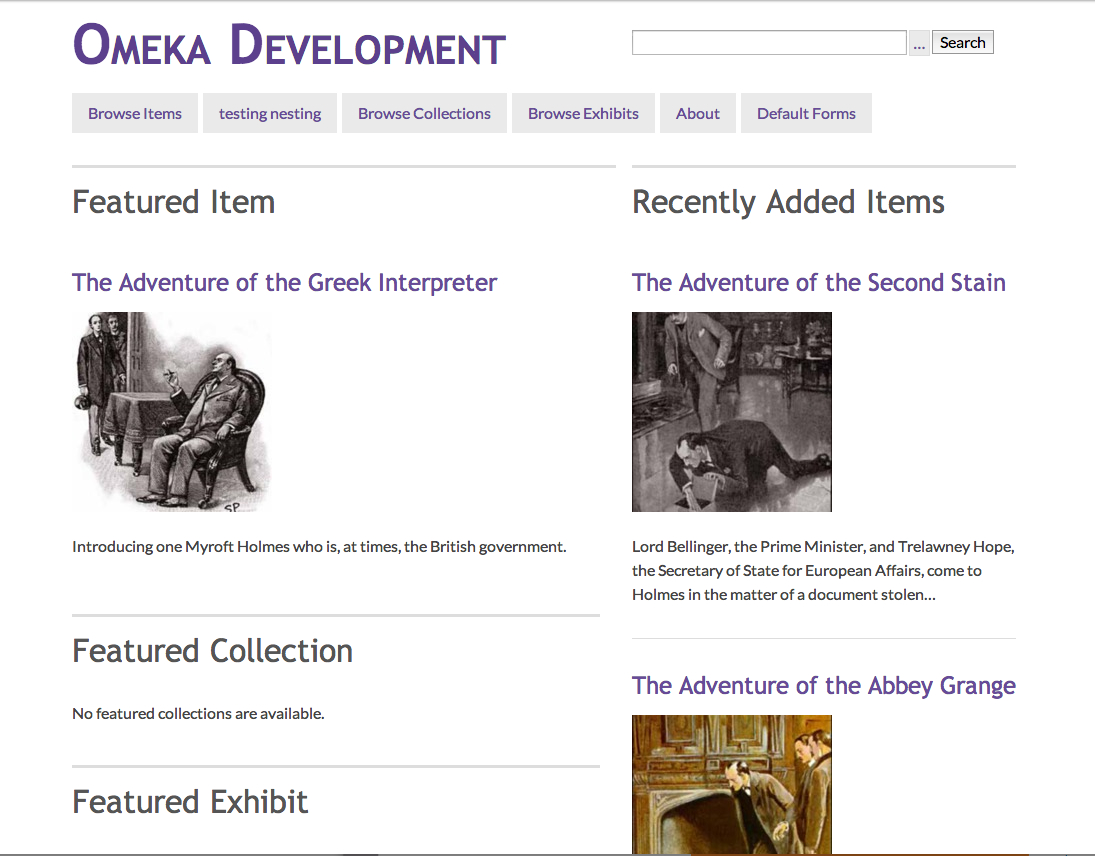 Omeka Development
... Search
Browse Items testing nesting Browse Collections Browse Exhibits About Default Forms
Featured Item
The Adventure of the Greek Interpreter
SP
Introducing one Myroft Holmes who is, at times, the British government.
Featured Collection
No featured collections are available.
Featured Exhibit
Recently Added Items
The Adventure of the Second Stain
Lord Bellinger, the Prime Minister, and Trelawney Hope,
the Secretary of State for European Affairs, come to
Holmes in the matter of a document stolen…
The Adventure of the Abbey Grange